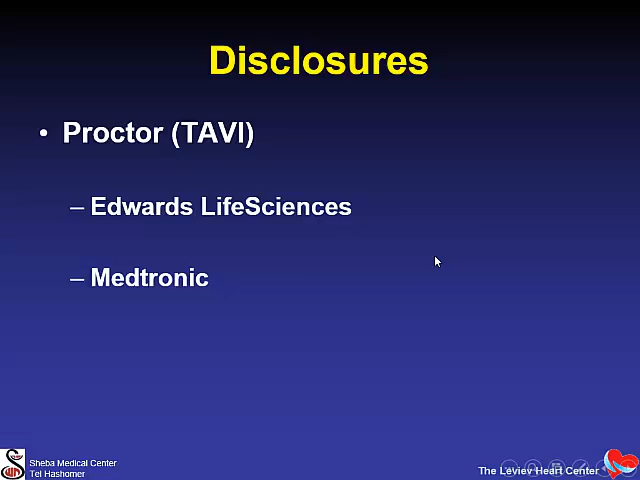 Disclosures
• Proctor (TAVI)
– Edwards LifeSciences
– Medtronic
Sheba Medical Center
Tel Hashomer
The Leviev Heart Center